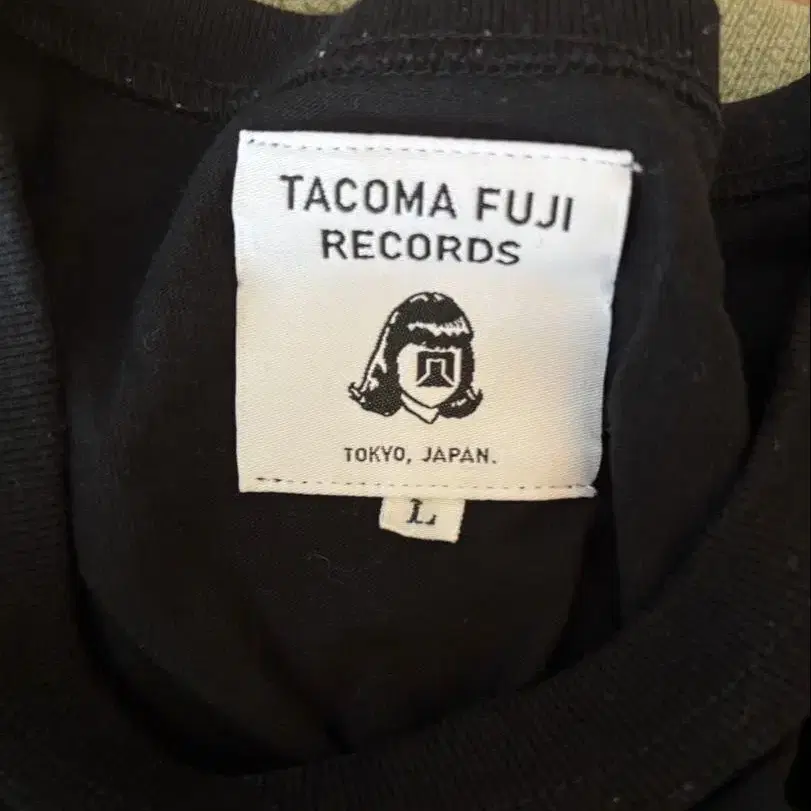 TACOMA FUJI
RECORDS
TOKYO, JAPAN.
L